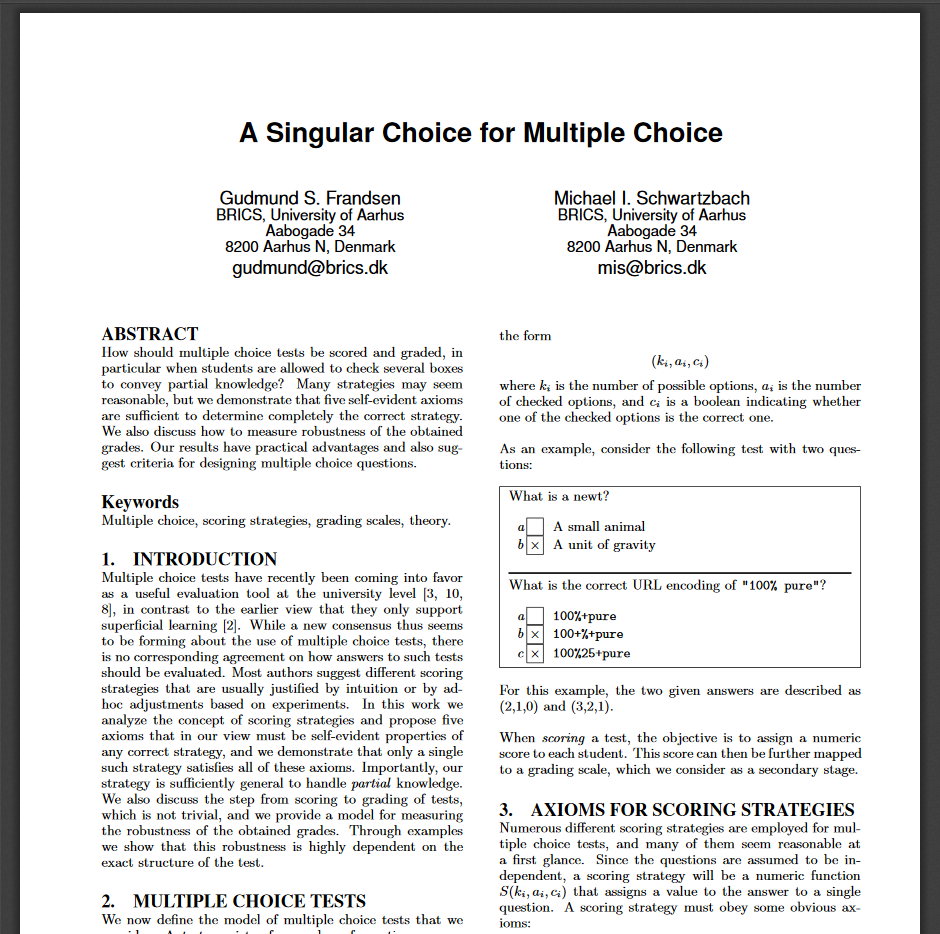 A Singular Choice for Multiple Choice
Gudmund S. Frandsen
BRICS, University of Aarhus
Aabogade 34
8200 Aarhus N, Denmark
gudmund@brics.dk
Michael I. Schwartzbach
BRICS, University of Aarhus
Aabogade 34
8200 Aarhus N, Denmark
mis@brics.dk
ABSTRACT
How should multiple choice tests be scored and graded, in
particular when students are allowed to check several boxes
to convey partial knowledge? Many strategies may seem
reasonable, but we demonstrate that five self-evident axioms
are sufficient to determine completely the correct strategy.
We also discuss how to measure robustness of the obtained
grades. Our results have practical advantages and also sug-
gest criteria for designing multiple choice questions.
Keywords
Multiple choice, scoring strategies, grading scales, theory.
1. INTRODUCTION
Multiple choice tests have recently been coming into favor
as a useful evaluation tool at the university level [3, 10,
8], in contrast to the earlier view that they only support
superficial learning [2]. While a new consensus thus seems
to be forming about the use of multiple choice tests, there
is no corresponding agreement on how answers to such tests
should be evaluated. Most authors suggest different scoring
strategies that are usually justified by intuition or by ad-
hoc adjustments based on experiments. In this work we
analyze the concept of scoring strategies and propose five
axioms that in our view must be self-evident properties of
any correct strategy, and we demonstrate that only a single
such strategy satisfies all of these axioms. Importantly, our
strategy is sufficiently general to handle partial knowledge.
We also discuss the step from scoring to grading of tests,
which is not trivial, and we provide a model for measuring
the robustness of the obtained grades. Through examples
we show that this robustness is highly dependent on the
exact structure of the test.
2. MULTIPLE CHOICE TESTS
We now define the model of multiple choice tests that we
the form
(kᵢ, aᵢ, cᵢ)
where kᵢ is the number of possible options, aᵢ is the number
of checked options, and cᵢ is a boolean indicating whether
one of the checked options is the correct one.
As an example, consider the following test with two ques-
tions:
What is a newt?
a A small animal
b × A unit of gravity
What is the correct URL encoding of "100% pure"?
a 100%+pure
b × 100+%+pure
c × 100%25+pure
For this example, the two given answers are described as
(2,1,0) and (3,2,1).
When scoring a test, the objective is to assign a numeric
score to each student. This score can then be further mapped
to a grading scale, which we consider as a secondary stage.
3. AXIOMS FOR SCORING STRATEGIES
Numerous different scoring strategies are employed for mul-
tiple choice tests, and many of them seem reasonable at
a first glance. Since the questions are assumed to be in-
dependent, a scoring strategy will be a numeric function
S(kᵢ, aᵢ, cᵢ) that assigns a value to the answer to a single
question. A scoring strategy must obey some obvious ax-
ioms: